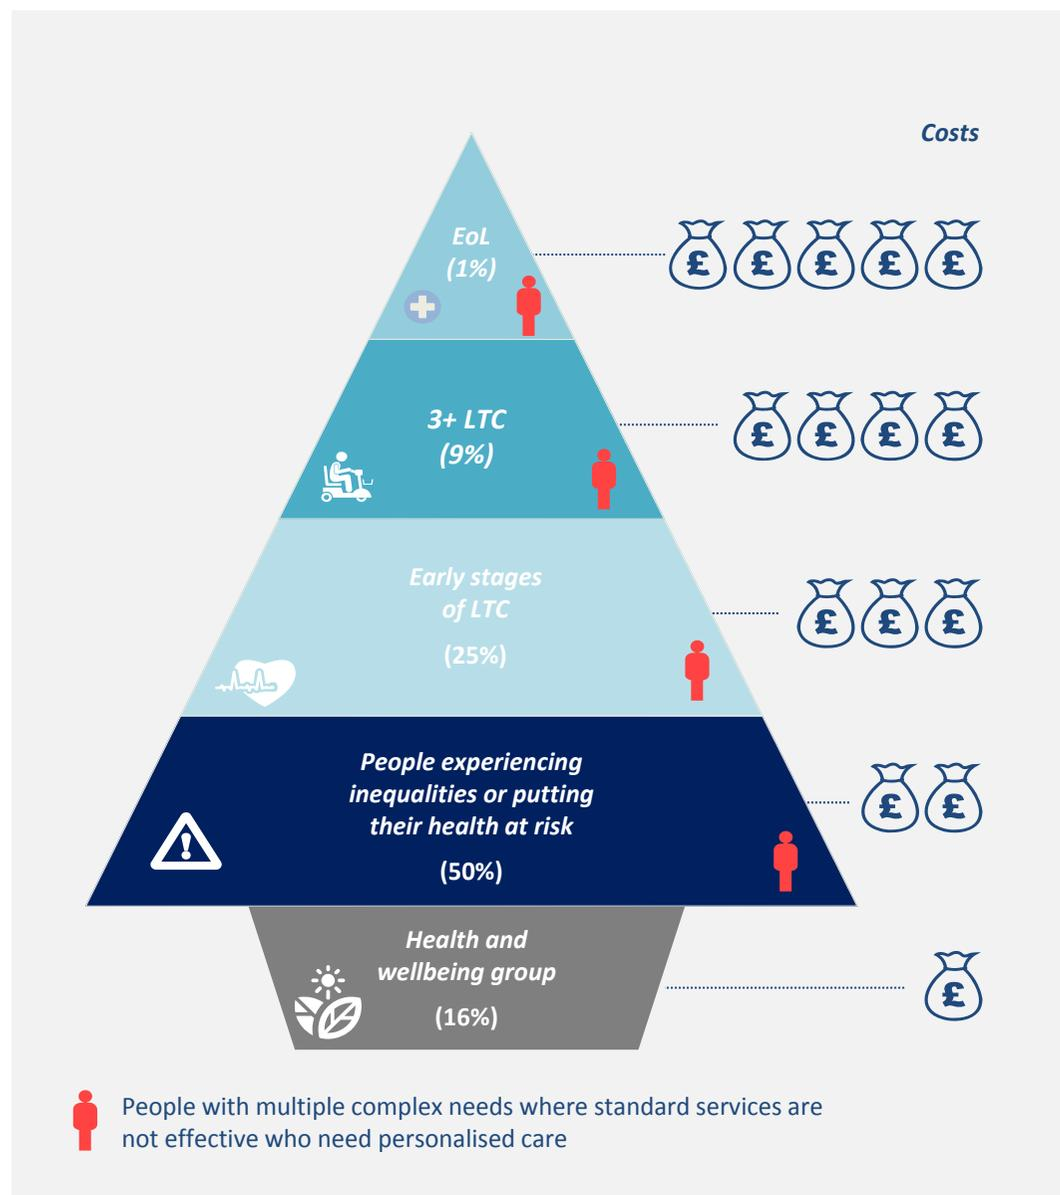 Costs
EoL
(1%)
£ £ £ £ £
3+ LTC
(9%)
£ £ £ £
Early stages
of LTC
(25%)
£ £ £
People experiencing
inequalities or putting
their health at risk
(50%)
£ £
Health and
wellbeing group
(16%)
£
People with multiple complex needs where standard services are
not effective who need personalised care